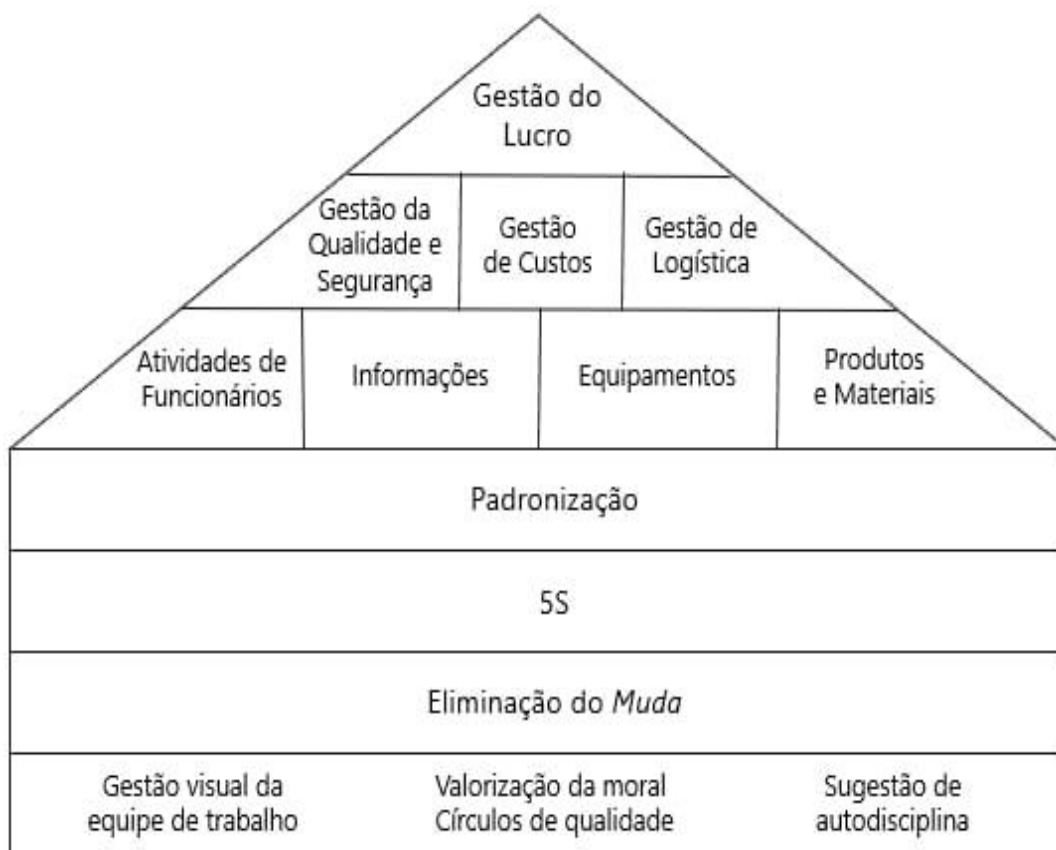 Gestão do
Lucro
Gestão da
Qualidade e
Segurança
Gestão
de Custos
Gestão de
Logística
Atividades de
Funcionários
Informações
Equipamentos
Produtos
e Materiais
Padronização
5S
Eliminação do Muda
Gestão visual da
equipe de trabalho
Valorização da moral
Círculos de qualidade
Sugestão de
autodisciplina